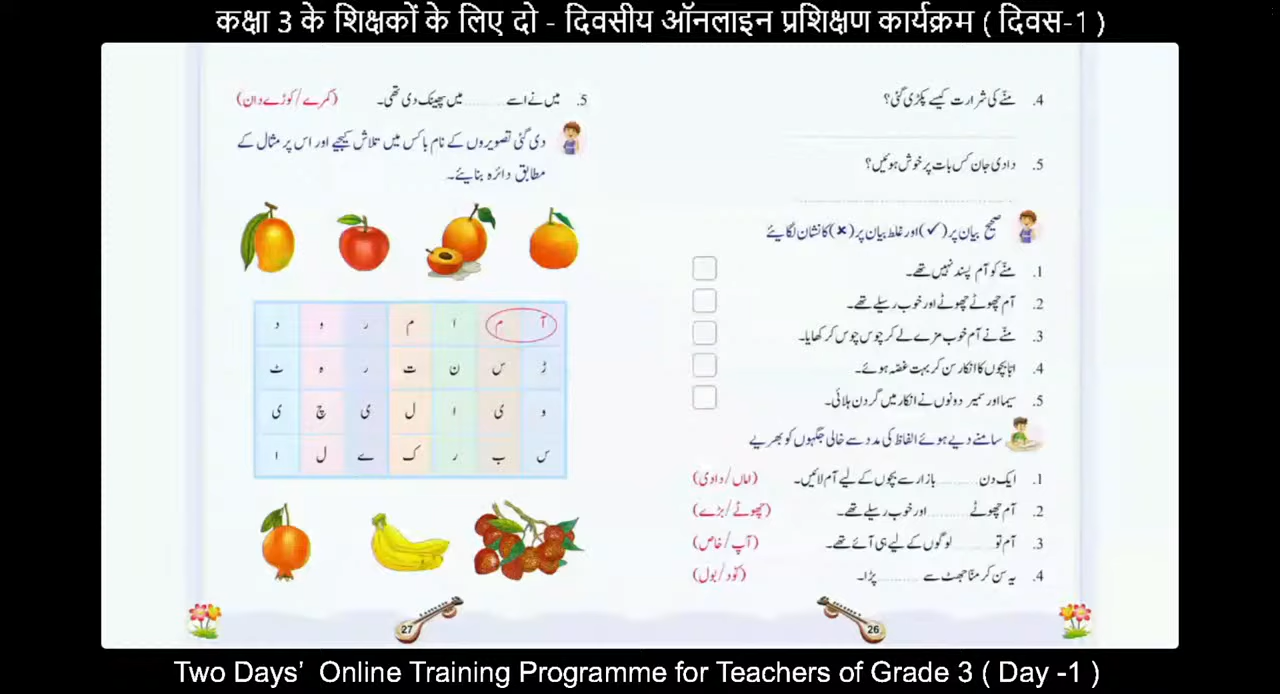 कक्षा 3 के शिक्षकों के लिए दो - दिवसीय ऑनलाइन प्रशिक्षण कार्यक्रम ( दिवस-1 )
4. منّے کی شرارت کیسے پکڑی گئی؟
5. دادی جان کس بات پر خوش ہوئیں؟
صحیح بیان پر (✓) اور غلط بیان پر (×) کا نشان لگایئے
1. منّے کو آم پسند نہیں تھے۔
2. آم چھوٹے چھوٹے اور خوب رسیلے تھے۔
3. منّے نے آم خوب مزے لے کر چوس چوس کر کھایا۔
4. ابّا بچّوں کا انکار سن کر بہت غصّہ ہوئے۔
5. سیما اور سمیر دونوں نے انکار میں گردن ہلائی۔
سامنے دیے ہوئے الفاظ کی مدد سے خالی جگہوں کو بھریے
1. ایک دن .......... بازار سے بچوں کے لیے آم لائیں۔ (امّاں/دادی)
2. آم چھوٹے .......... اور خوب رسیلے تھے۔ (چھوٹے/بڑے)
3. آم تو .......... لوگوں کے لیے ہی آئے تھے۔ (آپ/خاص)
4. یہ سن کر منّا جھٹ سے .......... پڑا۔ (کود/بول)
26
5. میں نے اسے .......... میں پھینک دی تھی۔ (کمرے/کوڑے دان)
دی گئی تصویروں کے نام باکس میں تلاش کیجیے اور اس پر مثال کے
مطابق دائرہ بنایئے۔
آ م ا م ر و د
ڑ س ن ت ر ہ ٹ
و ی ا ل ی چ ی
س ب ر ک ے ل ا
27
Two Days’ Online Training Programme for Teachers of Grade 3 ( Day -1 )